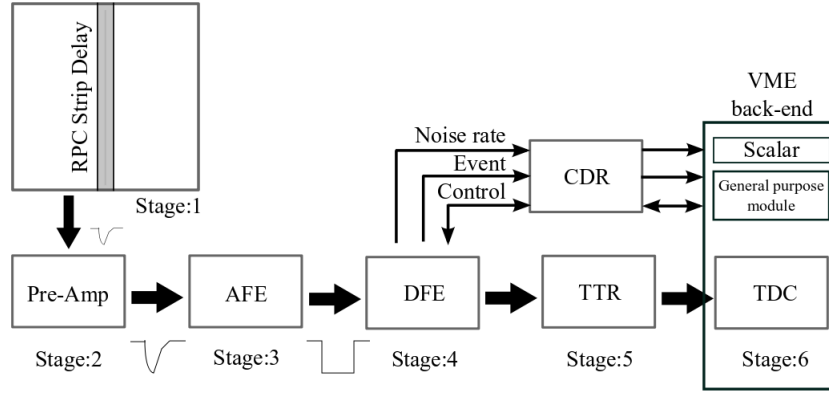 RPC Strip Delay
Stage:1
VME
back-end
Noise rate
Event
Control
CDR
Scalar
General purpose
module
Pre-Amp
AFE
DFE
TTR
TDC
Stage:2
Stage:3
Stage:4
Stage:5
Stage:6